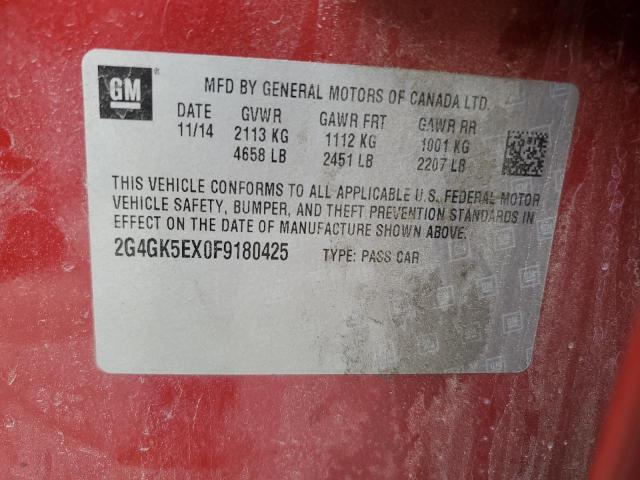 GM
MFD BY GENERAL MOTORS OF CANADA LTD.
DATE GVWR GAWR FRT GAWR RR
11/14 2113 KG 1112 KG 1001 KG
4658 LB 2451 LB 2207 LB
THIS VEHICLE CONFORMS TO ALL APPLICABLE U.S. FEDERAL MOTOR
VEHICLE SAFETY, BUMPER, AND THEFT PREVENTION STANDARDS IN
EFFECT ON THE DATE OF MANUFACTURE SHOWN ABOVE.
2G4GK5EX0F9180425 TYPE: PASS CAR